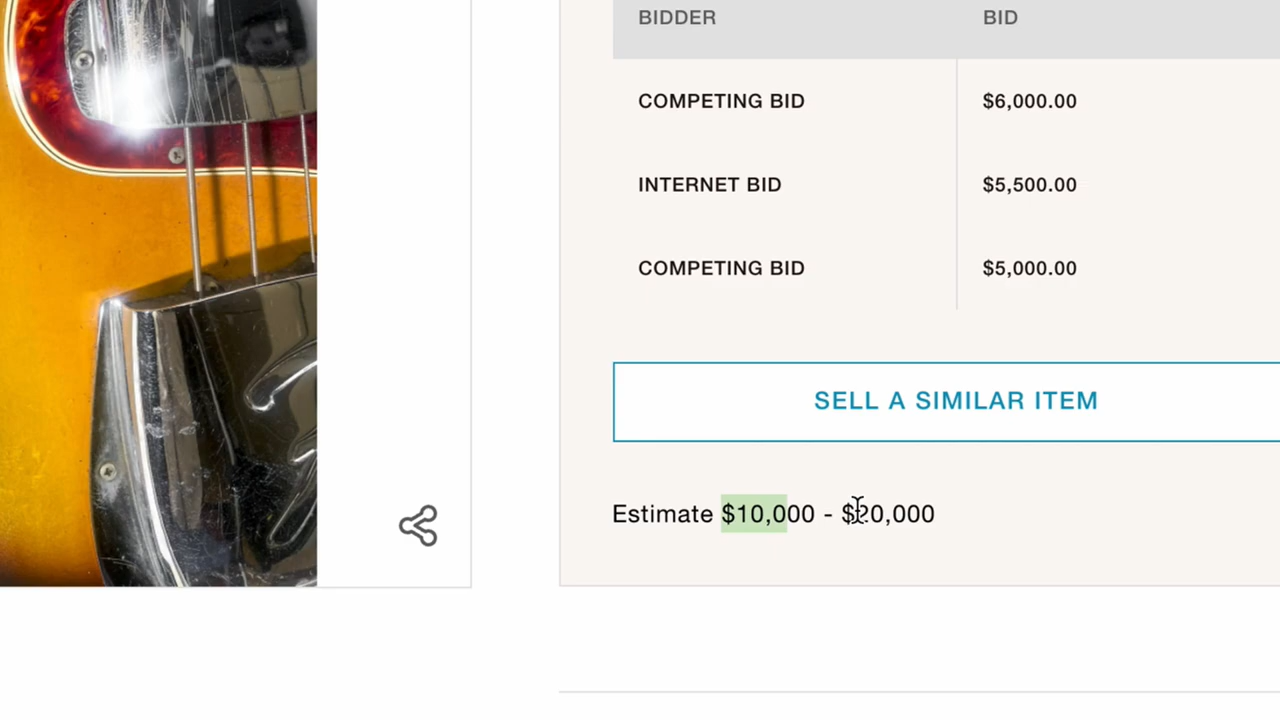 BIDDER BID
COMPETING BID $6,000.00
INTERNET BID $5,500.00
COMPETING BID $5,000.00
SELL A SIMILAR ITEM
Estimate $10,000 - $20,000